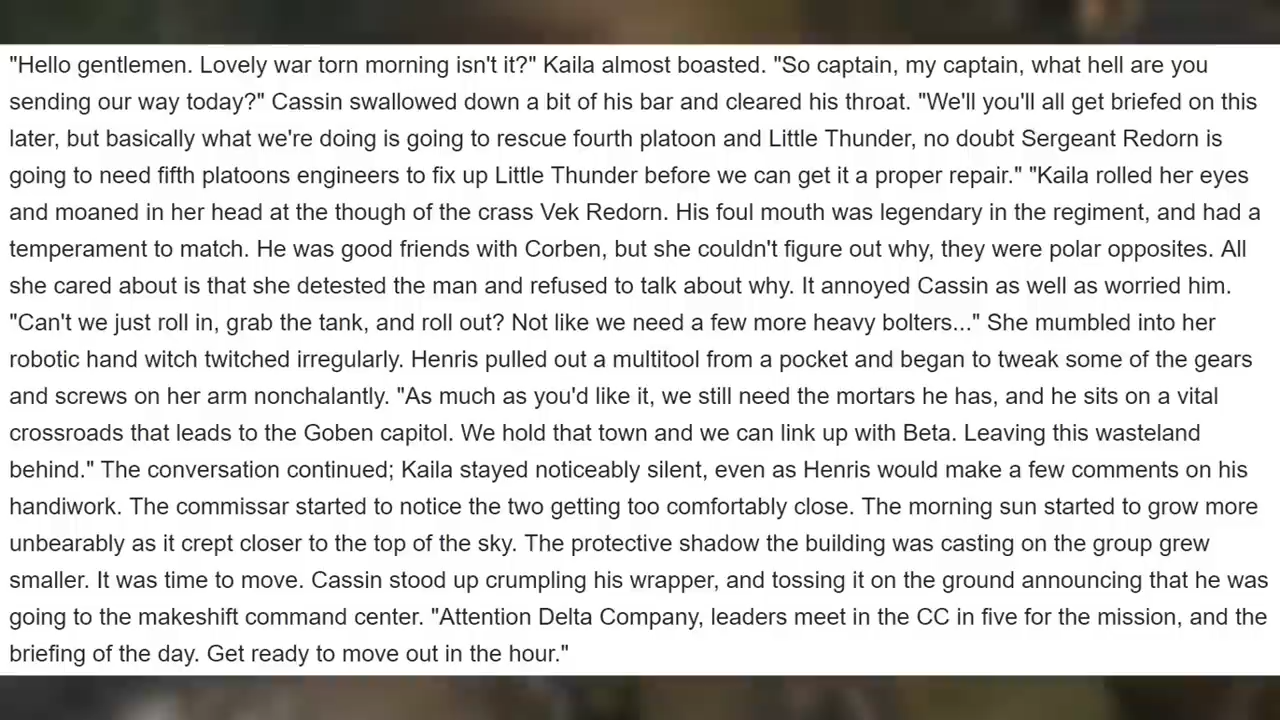 "Hello gentlemen. Lovely war torn morning isn't it?" Kaila almost boasted. "So captain, my captain, what hell are you
sending our way today?" Cassin swallowed down a bit of his bar and cleared his throat. "We'll you'll all get briefed on this
later, but basically what we're doing is going to rescue fourth platoon and Little Thunder, no doubt Sergeant Redorn is
going to need fifth platoons engineers to fix up Little Thunder before we can get it a proper repair." "Kaila rolled her eyes
and moaned in her head at the though of the crass Vek Redorn. His foul mouth was legendary in the regiment, and had a
temperament to match. He was good friends with Corben, but she couldn't figure out why, they were polar opposites. All
she cared about is that she detested the man and refused to talk about why. It annoyed Cassin as well as worried him.
"Can't we just roll in, grab the tank, and roll out? Not like we need a few more heavy bolters..." She mumbled into her
robotic hand witch twitched irregularly. Henris pulled out a multitool from a pocket and began to tweak some of the gears
and screws on her arm nonchalantly. "As much as you'd like it, we still need the mortars he has, and he sits on a vital
crossroads that leads to the Goben capitol. We hold that town and we can link up with Beta. Leaving this wasteland
behind." The conversation continued; Kaila stayed noticeably silent, even as Henris would make a few comments on his
handiwork. The commissar started to notice the two getting too comfortably close. The morning sun started to grow more
unbearably as it crept closer to the top of the sky. The protective shadow the building was casting on the group grew
smaller. It was time to move. Cassin stood up crumpling his wrapper, and tossing it on the ground announcing that he was
going to the makeshift command center. "Attention Delta Company, leaders meet in the CC in five for the mission, and the
briefing of the day. Get ready to move out in the hour."